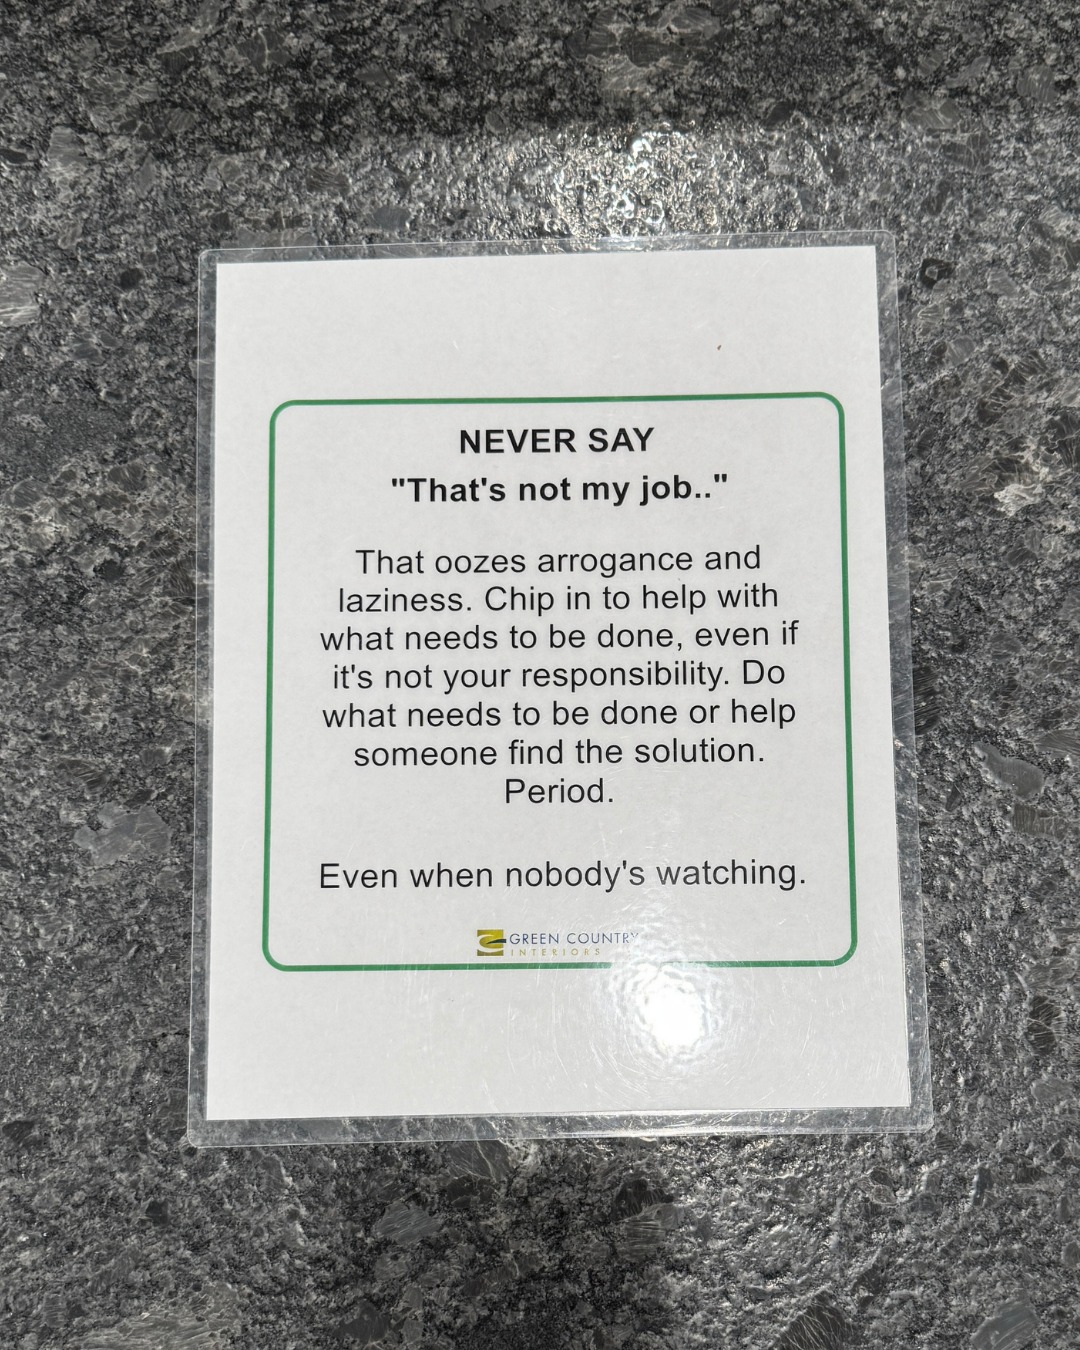 NEVER SAY
"That's not my job.."
That oozes arrogance and
laziness. Chip in to help with
what needs to be done, even if
it's not your responsibility. Do
what needs to be done or help
someone find the solution.
Period.
Even when nobody's watching.
GREEN COUNTRY
INTERIORS